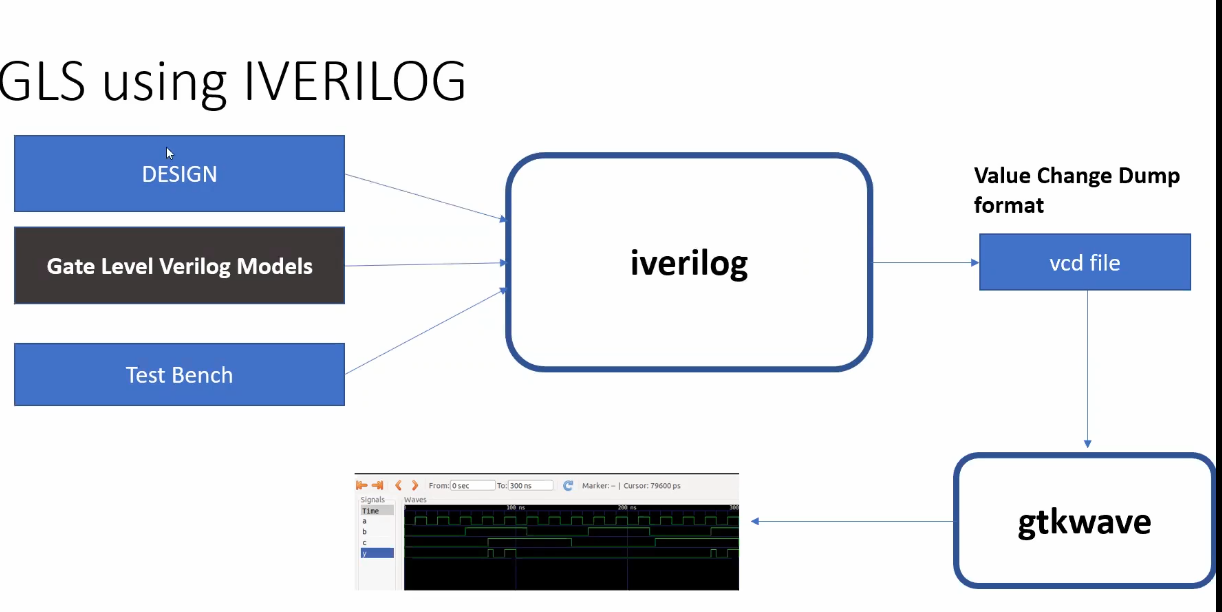 GLS using IVERILOG
DESIGN
Gate Level Verilog Models
Test Bench
iverilog
Value Change Dump
format
vcd file
gtkwave
From: 0 sec To: 300 ns Marker: -- | Cursor: 79600 ps
Signals Waves
Time
100 ns 200 ns 300
a
b
c
y